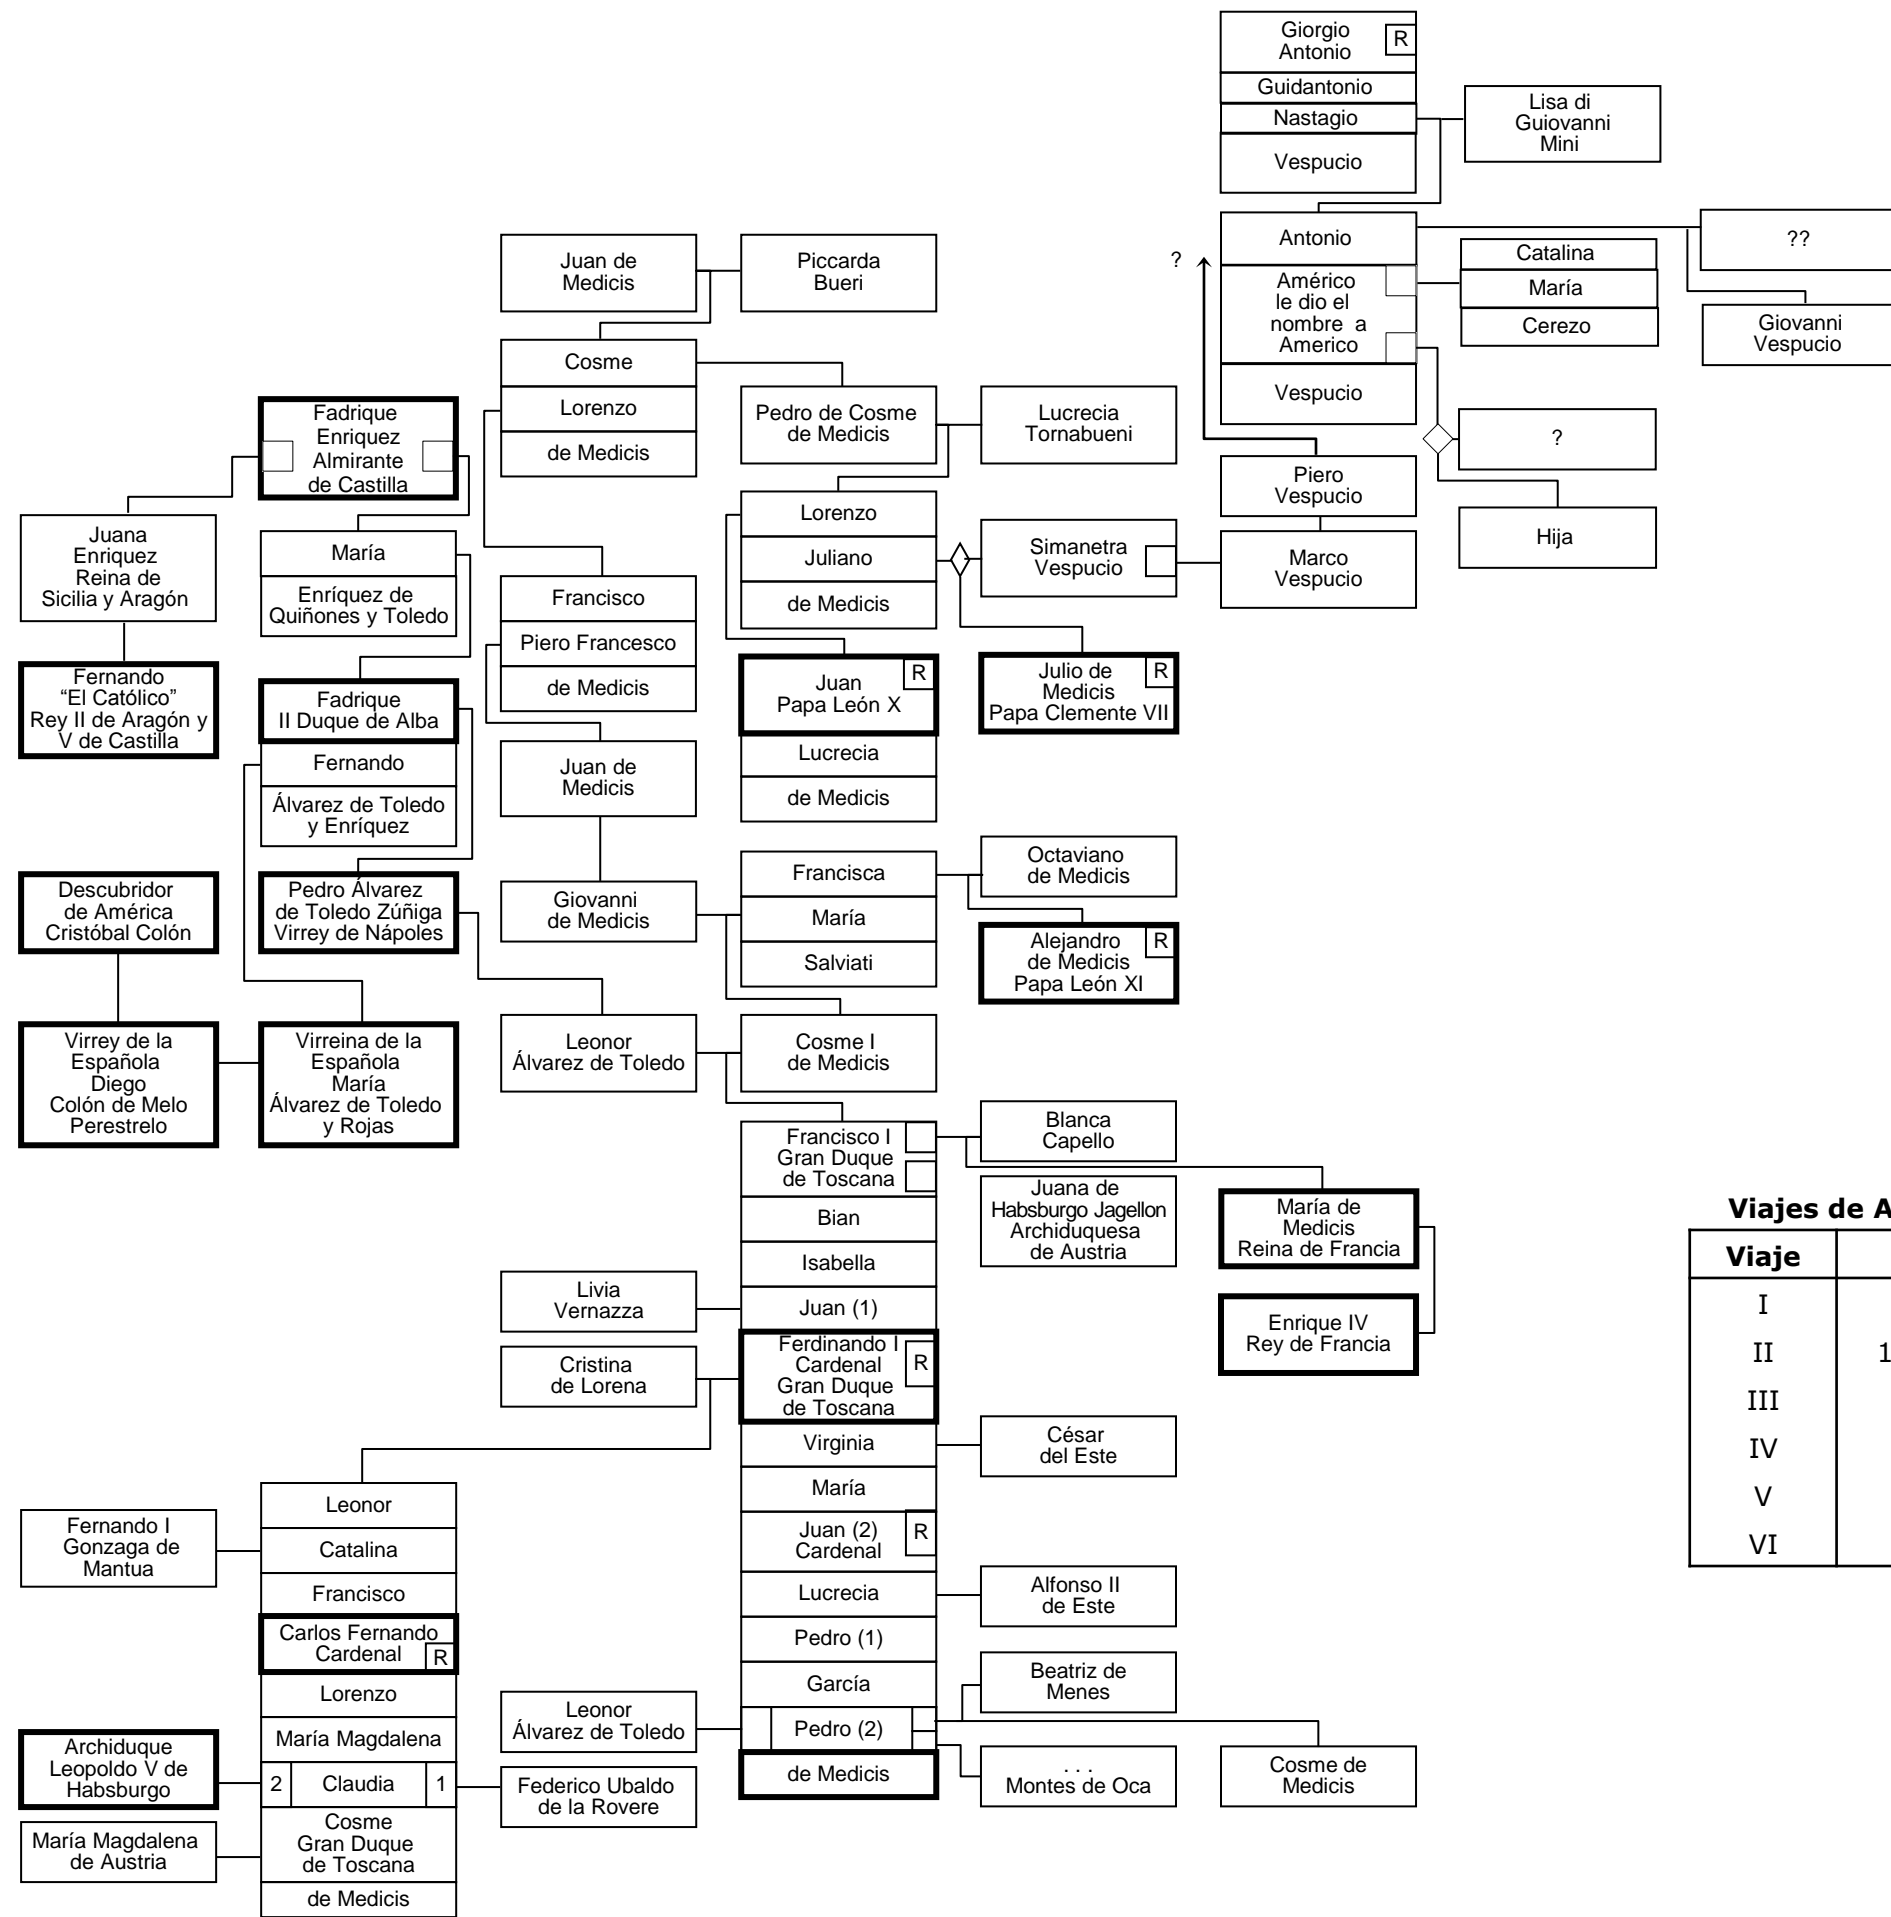 Giorgio
Antonio
R
Guidantonio
Nastagio
Vespucio
Lisa di
Guiovanni
Mini
Antonio
Américo
le dio el
nombre a
Americo
Vespucio
??
Catalina
María
Cerezo
Giovanni
Vespucio
?
?
Hija
Piero
Vespucio
Marco
Vespucio
Juan de
Medicis
Piccarda
Bueri
Cosme
Lorenzo
de Medicis
Pedro de Cosme
de Medicis
Lucrecia
Tornabueni
Fadrique
Enriquez
Almirante
de Castilla
Juana
Enriquez
Reina de
Sicilia y Aragón
María
Enríquez de
Quiñones y Toledo
Lorenzo
Juliano
de Medicis
Simanetra
Vespucio
Francisco
Piero Francesco
de Medicis
Fernando
“El Católico”
Rey II de Aragón y
V de Castilla
Fadrique
II Duque de Alba
Fernando
Álvarez de Toledo
y Enríquez
Juan
Papa León X
R
Lucrecia
de Medicis
Julio de
Medicis
Papa Clemente VII
R
Juan de
Medicis
Descubridor
de América
Cristóbal Colón
Pedro Álvarez
de Toledo Zúñiga
Virrey de Nápoles
Giovanni
de Medicis
Francisca
María
Salviati
Octaviano
de Medicis
Alejandro
de Medicis
Papa León XI
R
Virrey de la
Española
Diego
Colón de Melo
Perestrelo
Virreina de la
Española
María
Álvarez de Toledo
y Rojas
Leonor
Álvarez de Toledo
Cosme I
de Medicis
Francisco I
Gran Duque
de Toscana
Bian
Isabella
Juan (1)
Ferdinando I
Cardenal
Gran Duque
de Toscana
R
Virginia
María
Juan (2)
Cardenal
R
Lucrecia
Pedro (1)
García
Pedro (2)
de Medicis
Blanca
Capello
Juana de
Habsburgo Jagellon
Archiduquesa
de Austria
María de
Medicis
Reina de Francia
Enrique IV
Rey de Francia
Livia
Vernazza
Cristina
de Lorena
César
del Este
Alfonso II
de Este
Beatriz de
Menes
. . .
Montes de Oca
Cosme de
Medicis
Leonor
Álvarez de Toledo
Fernando I
Gonzaga de
Mantua
Leonor
Catalina
Francisco
Carlos Fernando
Cardenal
R
Lorenzo
María Magdalena
2 Claudia 1
Cosme
Gran Duque
de Toscana
de Medicis
Archiduque
Leopoldo V de
Habsburgo
Federico Ubaldo
de la Rovere
María Magdalena
de Austria
Viajes de A
Viaje
I
II 1
III
IV
V
VI